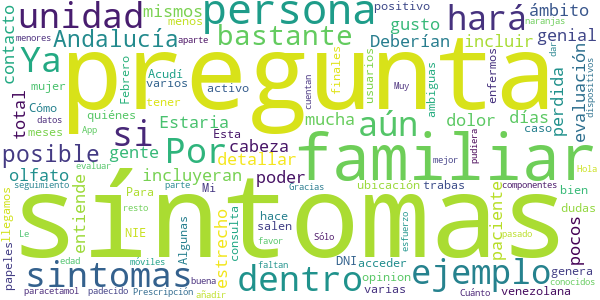 unidad
persona
hará
ámbito
mismos
menos
positivo
naranjas
contacto
menores
Andalucía
aparte
bastante
gusto
Deberían
incluir
genial
Ya
pregunta
mujer
Febrero
Acudí
varios
activo
finales
usuarios
Muy
ambiguas
cuentan
enfermos
perdida
evaluación
dar
dispositivos
total
Cómo
quiénes
tener
Estaria
Esta
mucha
dolor
días
caso
pudiera
meses
datos
App
si
Por
aún
familiar
posible
gente
cabeza
detallar
incluyeran
poder
ubicación
trabas
mejor
Hola
olfato
evaluar
entiende
Para
Mi
síntomas
paciente
componentes
bien
seguimiento
parte
Gracias
pasado
llegamos
NIE
resto
Algunas
hace
salen
estrecho
consulta
favor
faltan
Sólo
esfuerzo
DNI
acceder
dudas
pocos
papeles
Le
sintomas
edad
móviles
buena
dentro
opinion
varias
ejemplo
genera
conocidos
Cuánto
venezolana
paracetamol
padecido
Prescripción
añadir